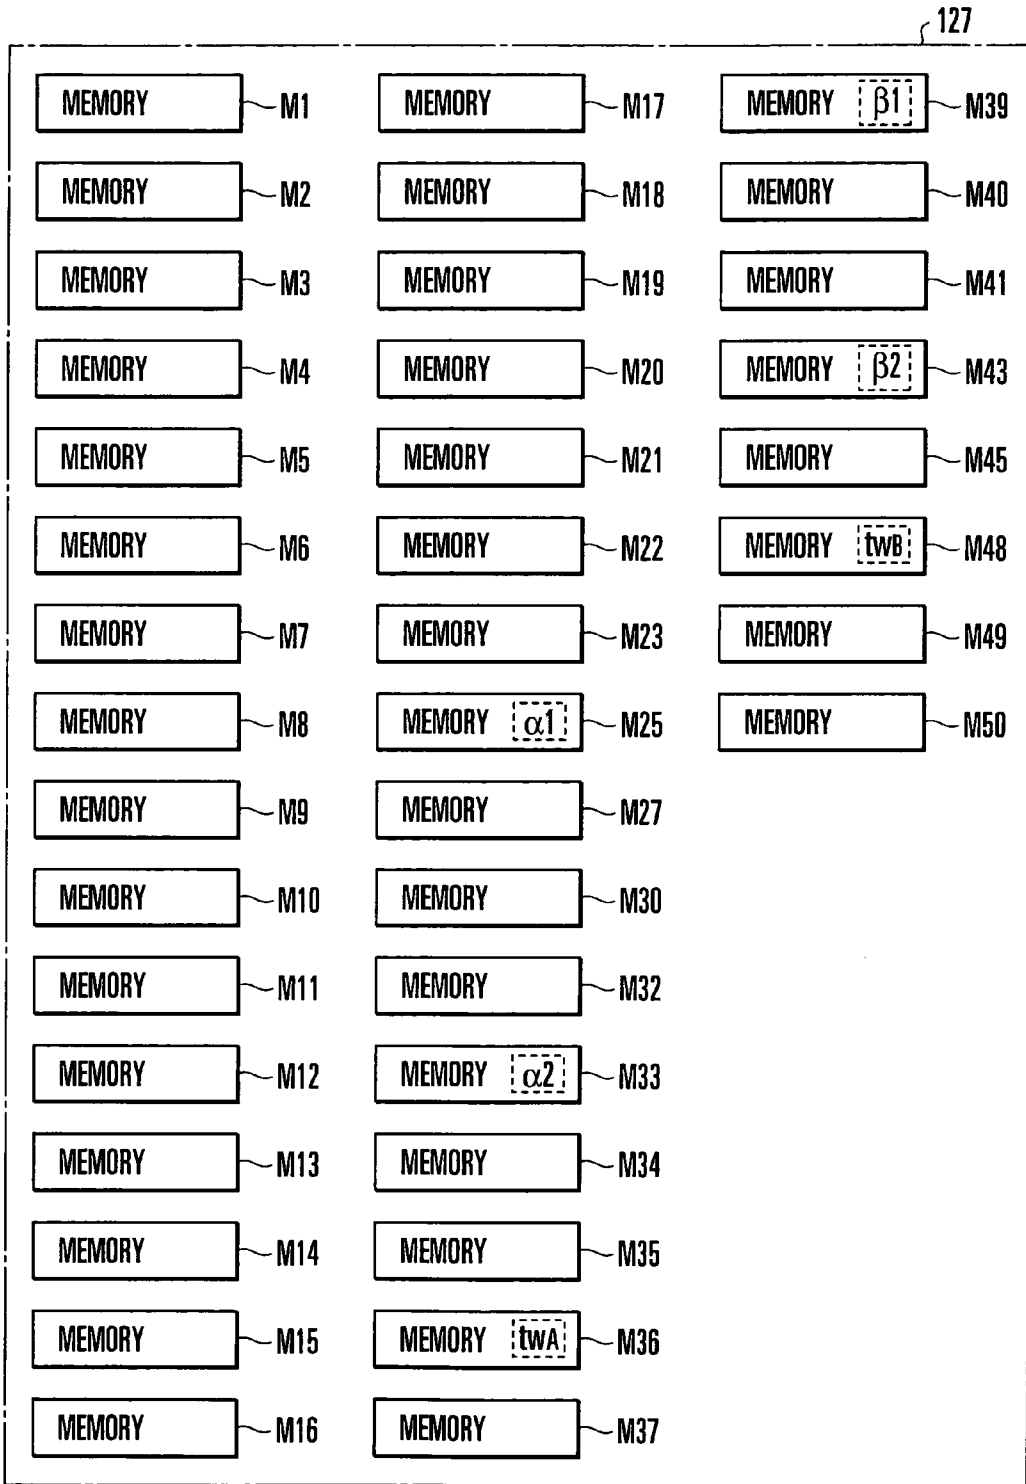 127
MEMORY M1
MEMORY M2
MEMORY M3
MEMORY M4
MEMORY M5
MEMORY M6
MEMORY M7
MEMORY M8
MEMORY M9
MEMORY M10
MEMORY M11
MEMORY M12
MEMORY M13
MEMORY M14
MEMORY M15
MEMORY M16
MEMORY M17
MEMORY M18
MEMORY M19
MEMORY M20
MEMORY M21
MEMORY M22
MEMORY M23
MEMORY α1 M25
MEMORY M27
MEMORY M30
MEMORY M32
MEMORY α2 M33
MEMORY M34
MEMORY M35
MEMORY twA M36
MEMORY M37
MEMORY β1 M39
MEMORY M40
MEMORY M41
MEMORY β2 M43
MEMORY M45
MEMORY twB M48
MEMORY M49
MEMORY M50